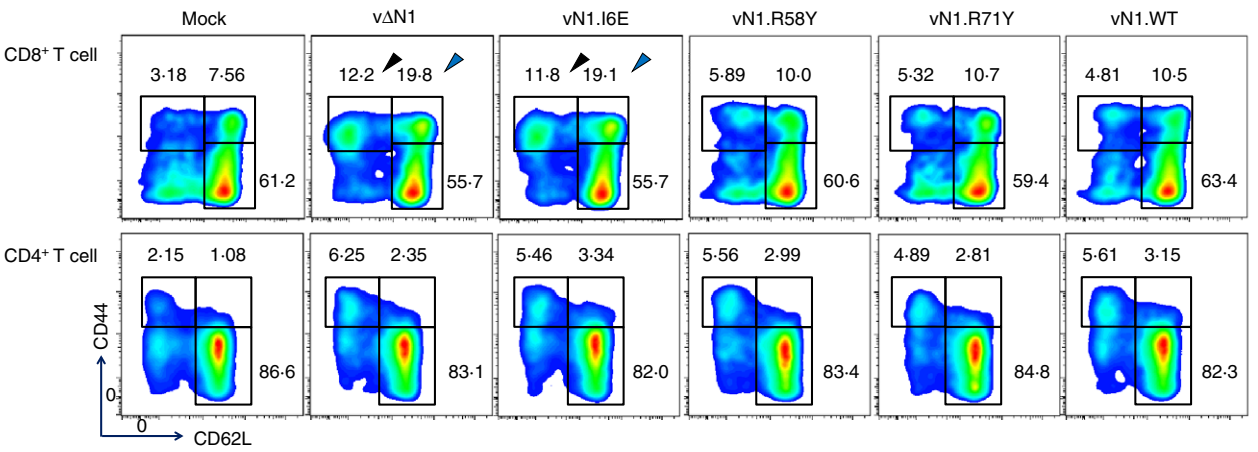 Mock vΔN1 vN1.I6E vN1.R58Y vN1.R71Y vN1.WT
CD8⁺ T cell
3·18 7·56 12·2 19·8 11·8 19·1 5·89 10·0 5·32 10·7 4·81 10·5
61·2 55·7 55·7 60·6 59·4 63·4
CD4⁺ T cell
2·15 1·08 6·25 2·35 5·46 3·34 5·56 2·99 4·89 2·81 5·61 3·15
CD44
86·6 83·1 82·0 83·4 84·8 82·3
0
0
CD62L